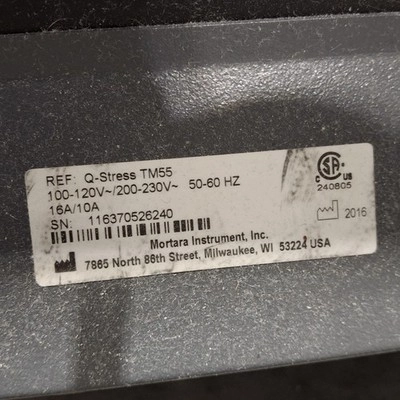 REF: Q-Stress TM55
100-120V~/200-230V~ 50-60 HZ
16A/10A
SN: 116370526240
SA
C US
240805
2016
Mortara Instrument, Inc.
7865 North 86th Street, Milwaukee, WI 53224 USA